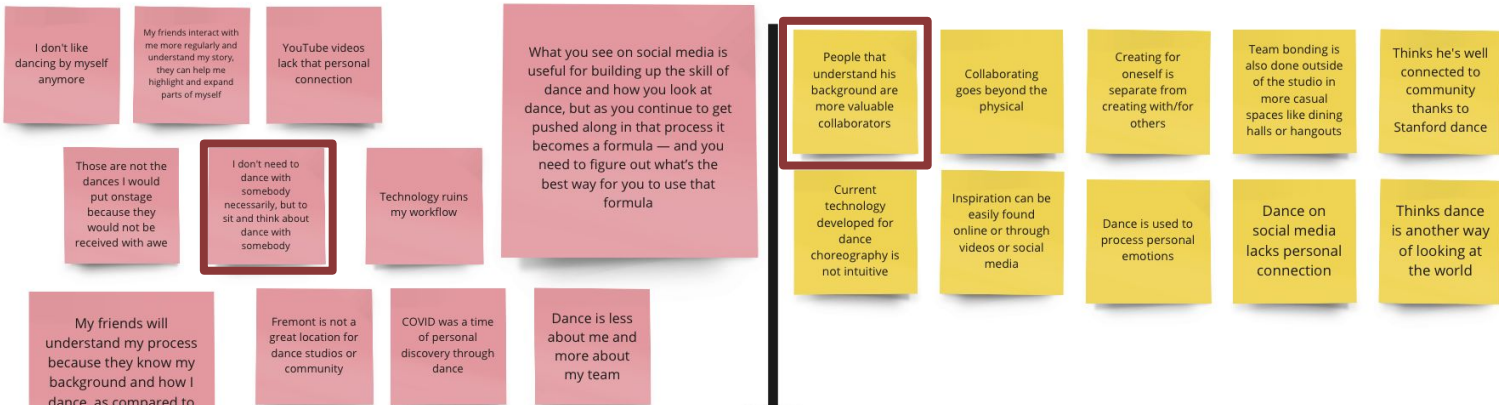 I don't like
dancing by myself
anymore
My friends interact with
me more regularly and
understand my story,
they can help me
highlight and expand
parts of myself
YouTube videos
lack that personal
connection
What you see on social media is
useful for building up the skill of
dance and how you look at
dance, but as you continue to get
pushed along in that process it
becomes a formula — and you
need to figure out what's the
best way for you to use that
formula
Those are not the
dances I would
put onstage
because they
would not be
received with awe
I don't need to
dance with
somebody
necessarily, but to
sit and think about
dance with
somebody
Technology ruins
my workflow
My friends will
understand my process
because they know my
background and how I
dance, as compared to
Fremont is not a
great location for
dance studios or
community
COVID was a time
of personal
discovery through
dance
Dance is less
about me and
more about
my team
People that
understand his
background are
more valuable
collaborators
Collaborating
goes beyond the
physical
Creating for
oneself is
separate from
creating with/for
others
Team bonding is
also done outside
of the studio in
more casual
spaces like dining
halls or hangouts
Thinks he's well
connected to
community
thanks to
Stanford dance
Current
technology
developed for
dance
choreography is
not intuitive
Inspiration can be
easily found
online or through
videos or social
media
Dance is used to
process personal
emotions
Dance on
social media
lacks personal
connection
Thinks dance
is another way
of looking at
the world